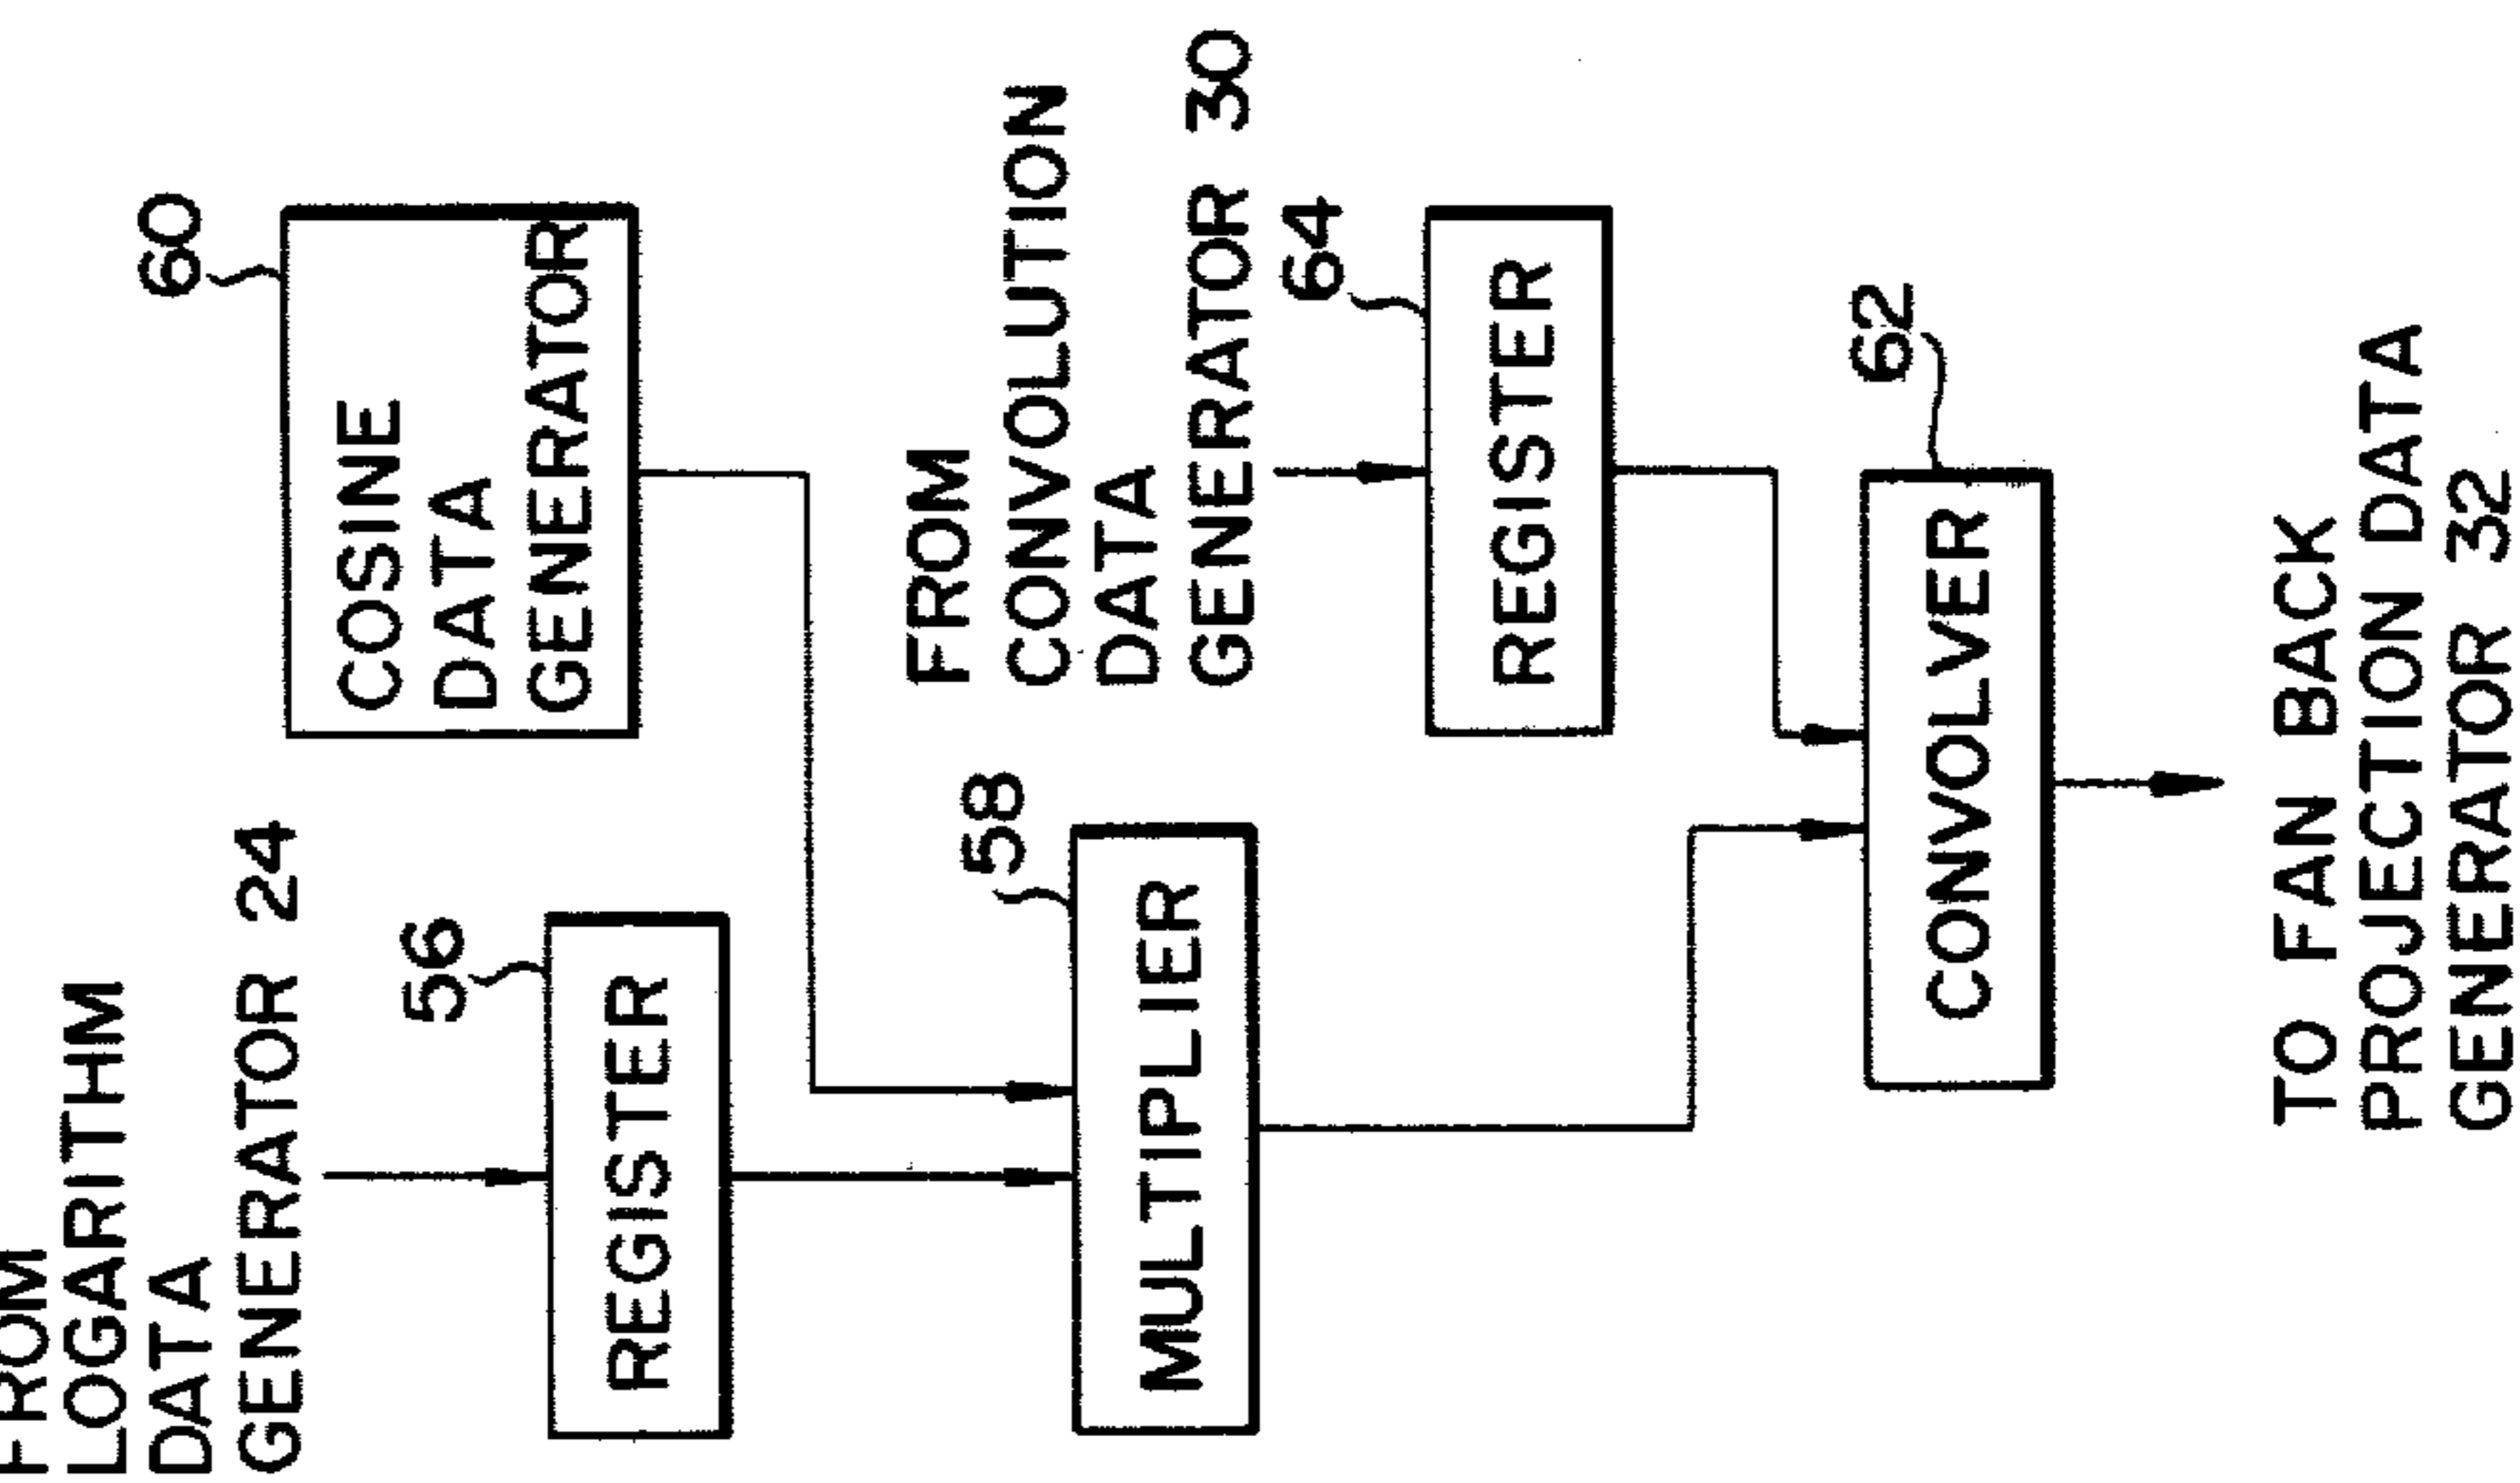 FROM
LOGARITHM
DATA
GENERATOR 24
56
REGISTER
60
COSINE
DATA
GENERATOR
58
MULTIPLIER
FROM
CONVOLUTION
DATA
GENERATOR 30
64
REGISTER
62
CONVOLVER
TO FAN BACK
PROJECTION DATA
GENERATOR 32